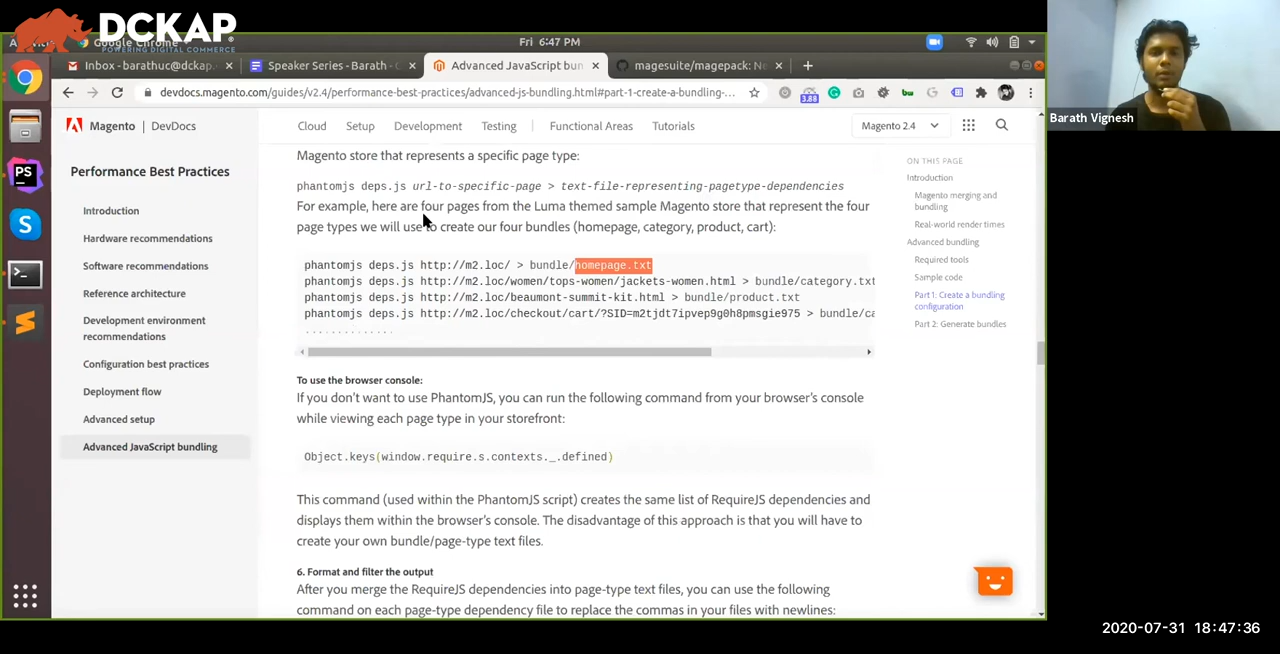 DCKAP
POWERING DIGITAL COMMERCE
Google Chrome
Fri 6:47 PM
Inbox - barathuc@dckap.
Speaker Series - Barath - G
Advanced JavaScript bun
magesuite/magepack: Ne
devdocs.magento.com/guides/v2.4/performance-best-practices/advanced-js-bundling.html#part-1-create-a-bundling-...
3.88
Barath Vignesh
Magento | DevDocs
Cloud Setup Development Testing Functional Areas Tutorials
Magento 2.4
Performance Best Practices
Introduction
Hardware recommendations
Software recommendations
Reference architecture
Development environment
recommendations
Configuration best practices
Deployment flow
Advanced setup
Advanced JavaScript bundling
Magento store that represents a specific page type:
phantomjs deps.js url-to-specific-page > text-file-representing-pagetype-dependencies
For example, here are four pages from the Luma themed sample Magento store that represent the four
page types we will use to create our four bundles (homepage, category, product, cart):
phantomjs deps.js http://m2.loc/ > bundle/homepage.txt
phantomjs deps.js http://m2.loc/women/tops-women/jackets-women.html > bundle/category.txt
phantomjs deps.js http://m2.loc/beaumont-summit-kit.html > bundle/product.txt
phantomjs deps.js http://m2.loc/checkout/cart/?SID=m2tjdt7ipvep9g0h8pmsgie975 > bundle/ca
..............
To use the browser console:
If you don't want to use PhantomJS, you can run the following command from your browser's console
while viewing each page type in your storefront:
Object.keys(window.require.s.contexts._.defined)
This command (used within the PhantomJS script) creates the same list of RequireJS dependencies and
displays them within the browser's console. The disadvantage of this approach is that you will have to
create your own bundle/page-type text files.
6. Format and filter the output
After you merge the RequireJS dependencies into page-type text files, you can use the following
command on each page-type dependency file to replace the commas in your files with newlines:
ON THIS PAGE
Introduction
Magento merging and
bundling
Real-world render times
Advanced bundling
Required tools
Sample code
Part 1: Create a bundling
configuration
Part 2: Generate bundles
PS
2020-07-31 18:47:36